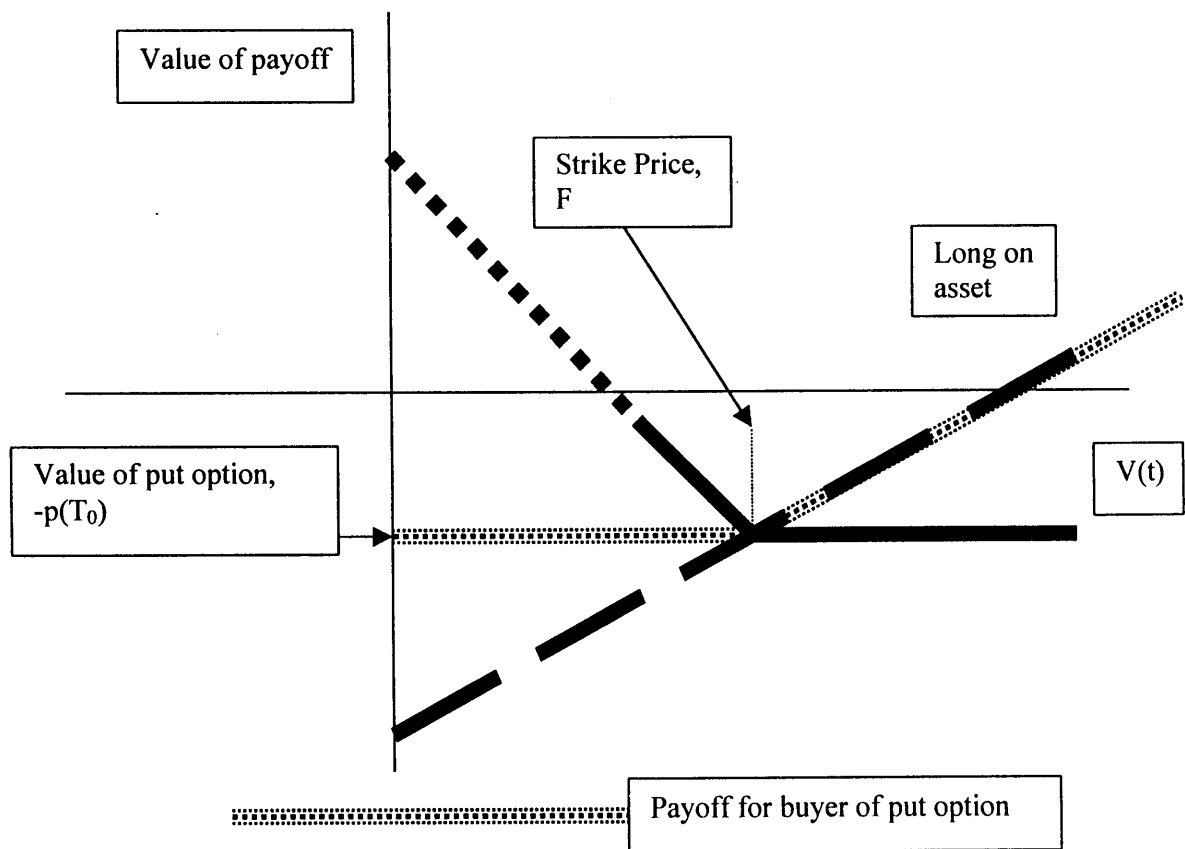 Value of payoff
Strike Price,
F
Long on
asset
Value of put option,
-p(T₀)
V(t)
Payoff for buyer of put option